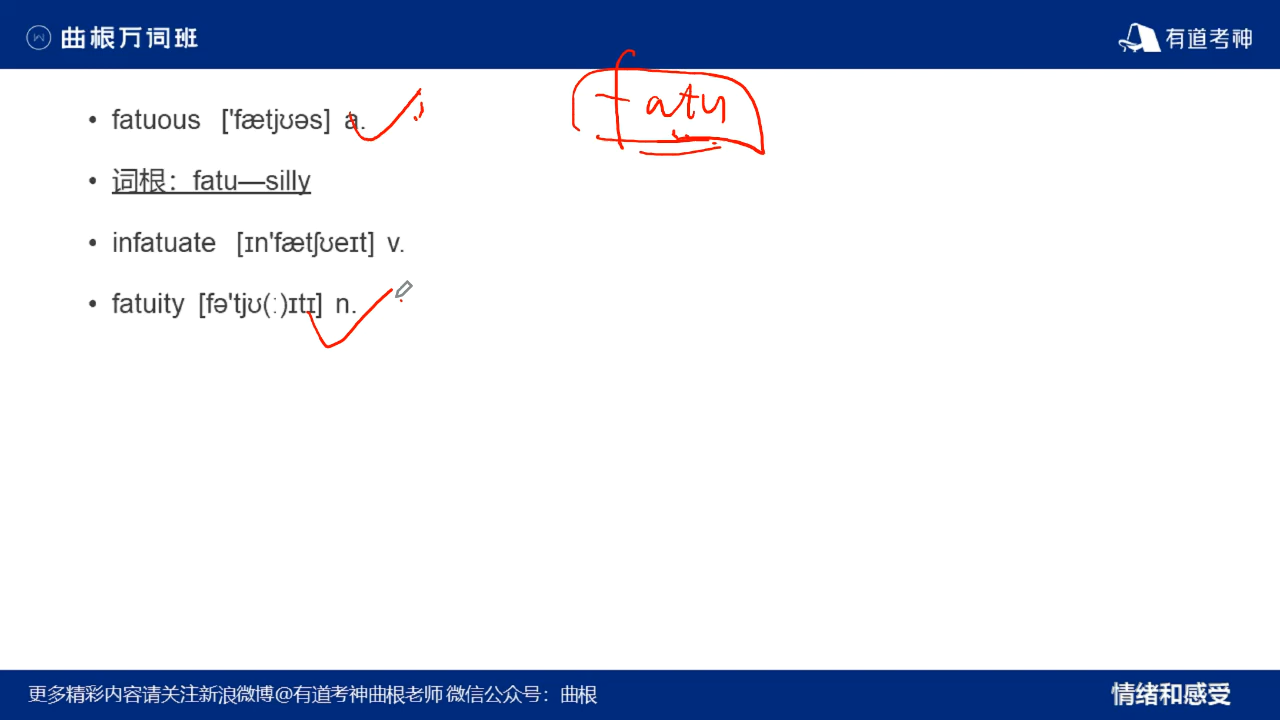 曲根万词班
有道考神
fatu
• fatuous ['fætjʊəs] a.
• 词根：fatu—silly
• infatuate [ɪn'fætʃʊeɪt] v.
• fatuity [fə'tjʊ(ː)ɪtɪ] n.
更多精彩内容请关注新浪微博@有道考神曲根老师 微信公众号：曲根
情绪和感受